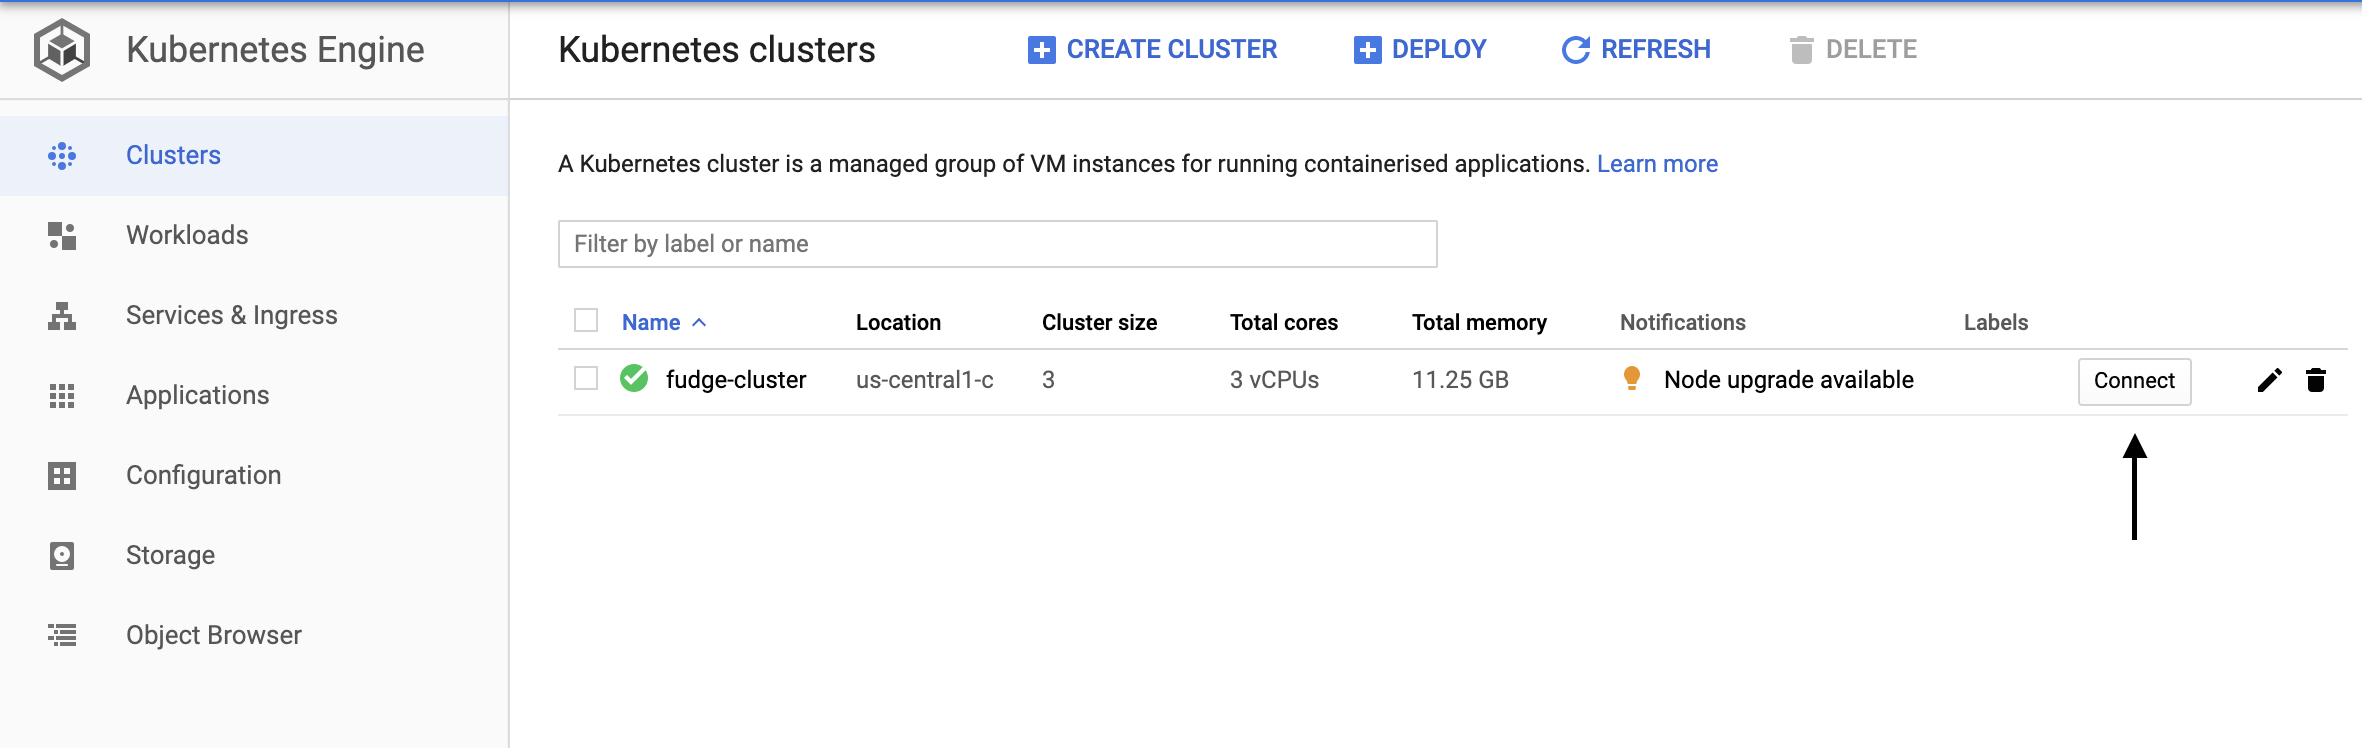 Kubernetes Engine
Kubernetes clusters
CREATE CLUSTER
DEPLOY
REFRESH
DELETE
Clusters
Workloads
Services & Ingress
Applications
Configuration
Storage
Object Browser
A Kubernetes cluster is a managed group of VM instances for running containerised applications. Learn more
Filter by label or name
Name Location Cluster size Total cores Total memory Notifications Labels
fudge-cluster us-central1-c 3 3 vCPUs 11.25 GB Node upgrade available Connect